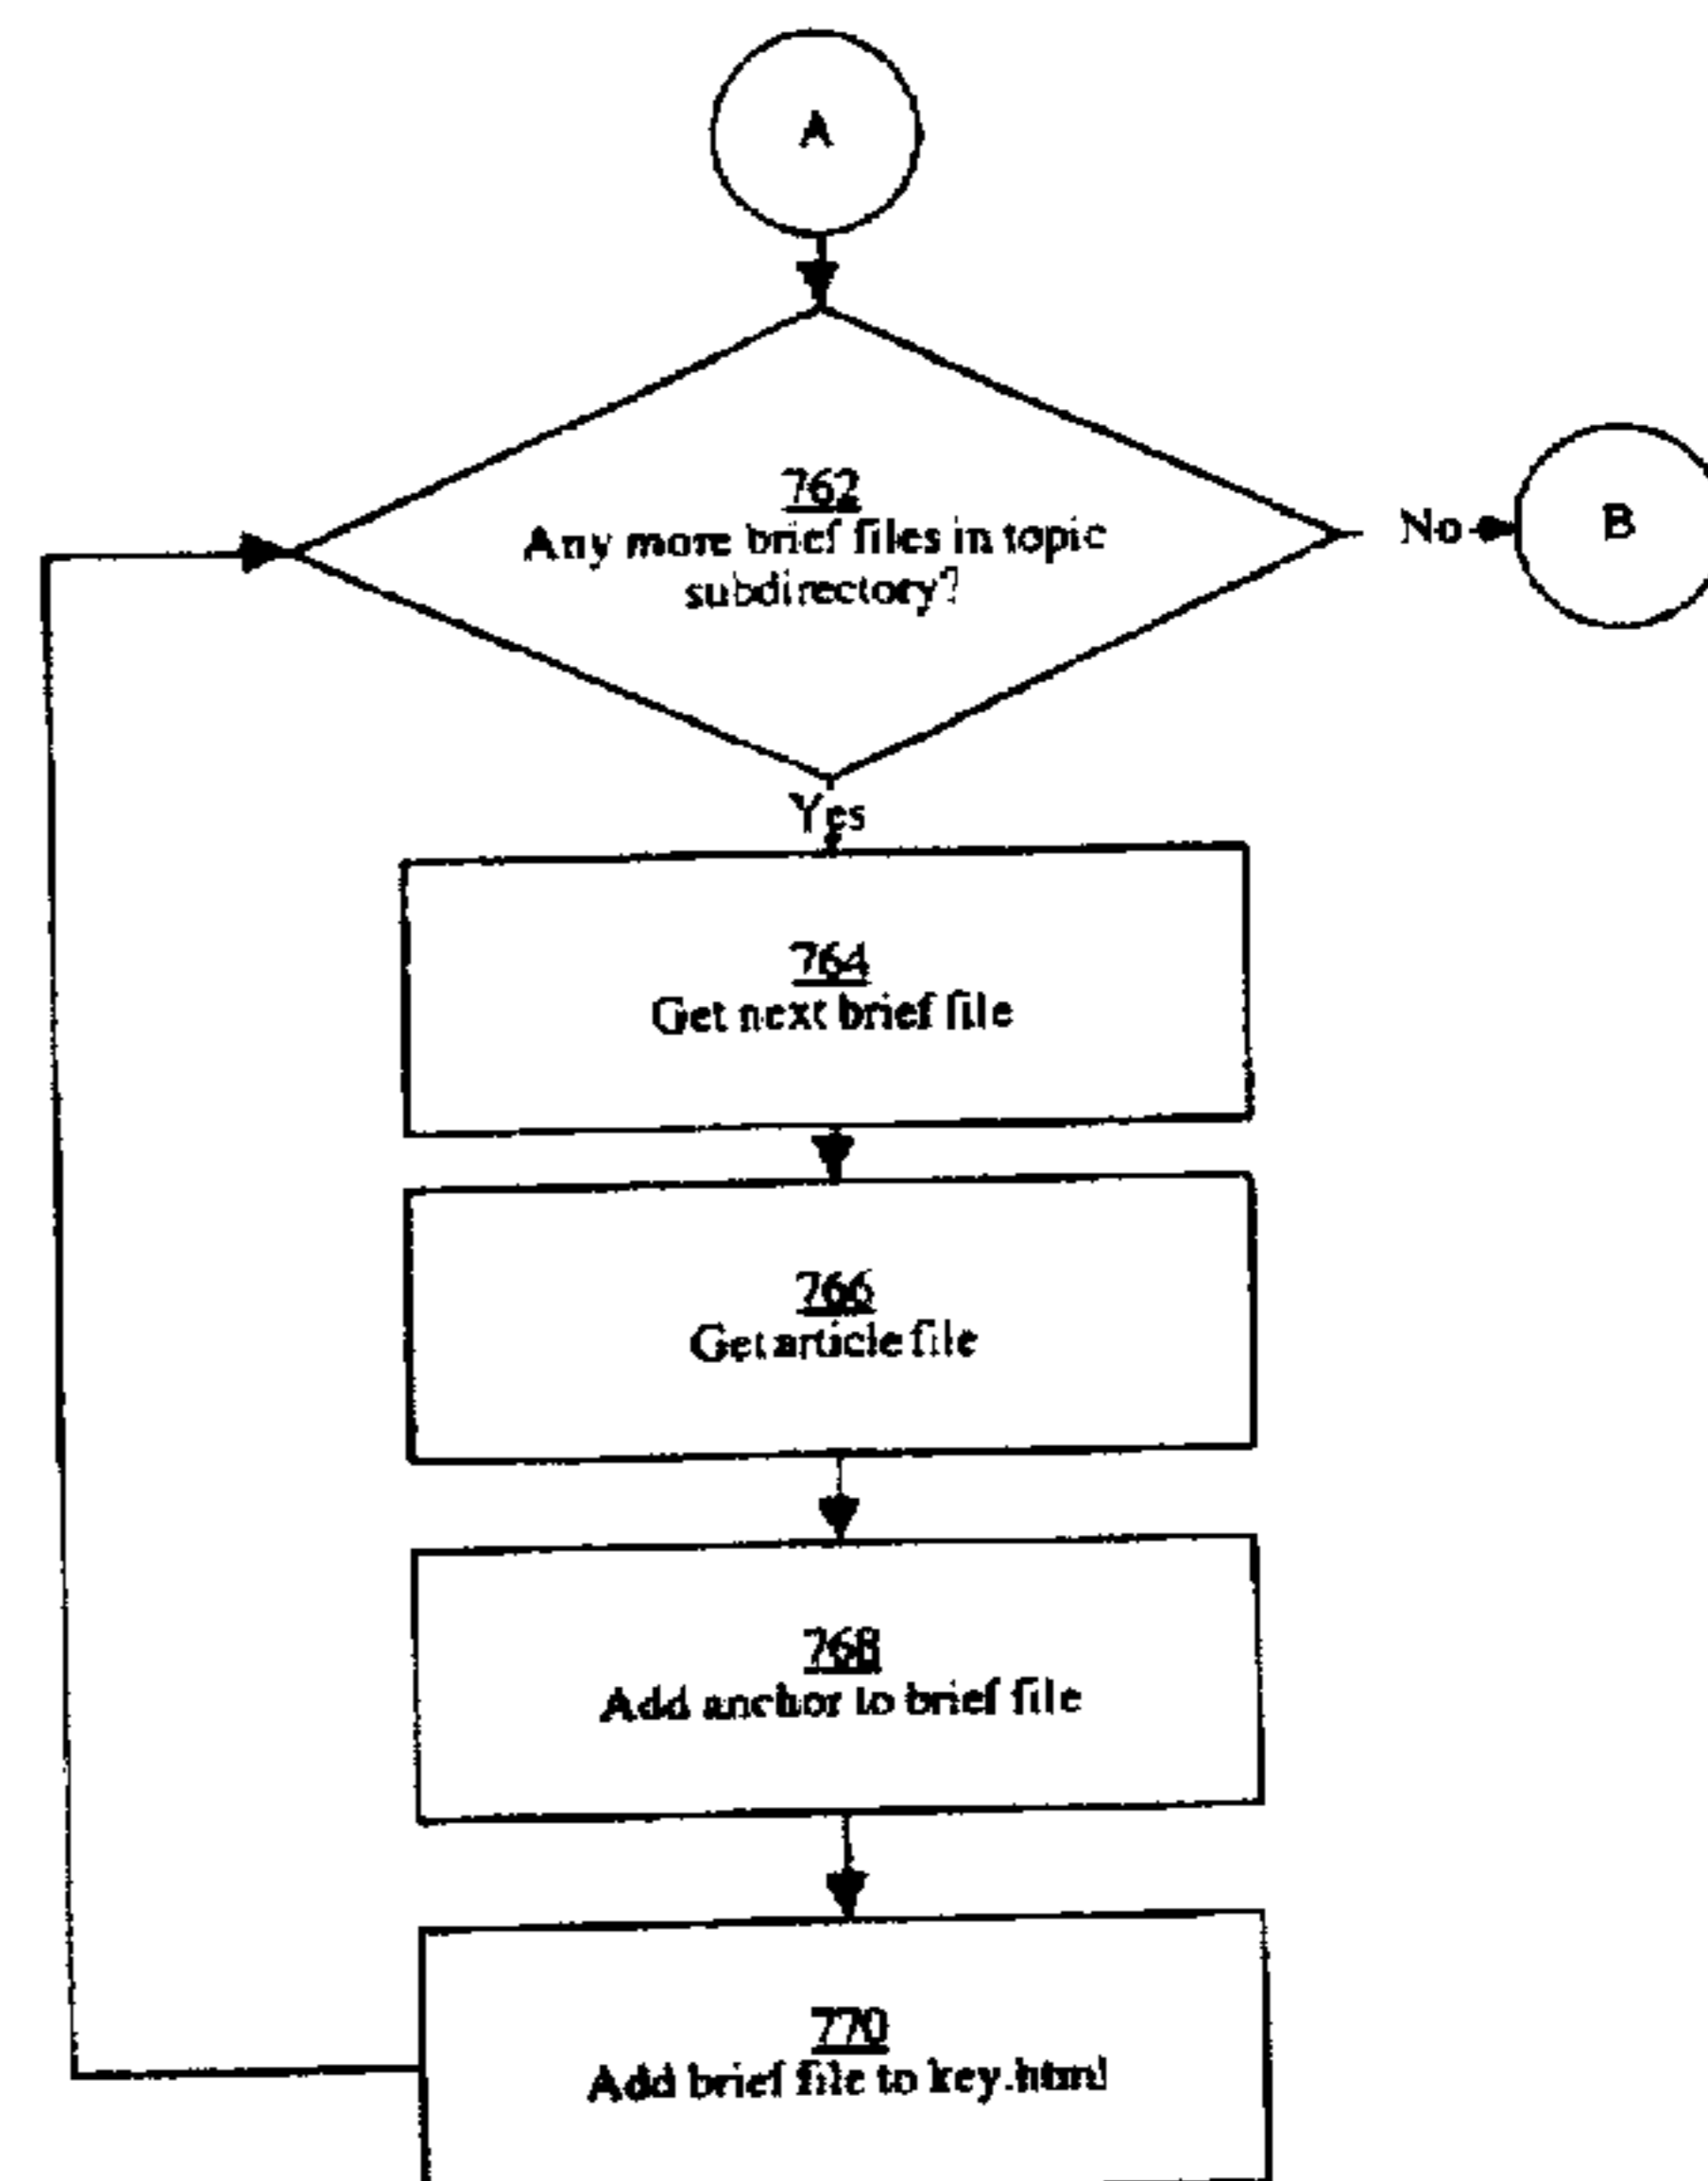 A
762
Any more brief files in topic
subdirectory?
No
B
Yes
764
Get next brief file
766
Get article file
768
Add anchor to brief file
770
Add brief file to key.html